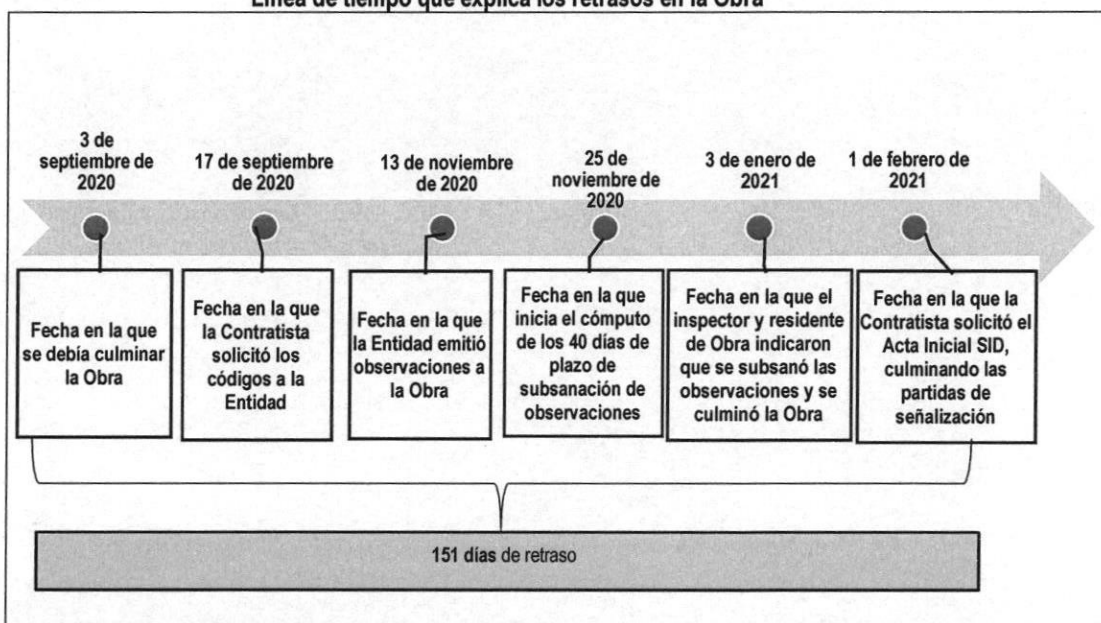 Línea de tiempo que explica los retrasos en la Obra
3 de
septiembre de
2020
17 de septiembre
de 2020
13 de noviembre
de 2020
25 de
noviembre de
2020
3 de enero de
2021
1 de febrero de
2021
Fecha en la que
se debía culminar
la Obra
Fecha en la que
la Contratista
solicitó los
códigos a la
Entidad
Fecha en la que
la Entidad emitió
observaciones a
la Obra
Fecha en la que
inicia el cómputo
de los 40 días de
plazo de
subsanación de
observaciones
Fecha en la que el
inspector y residente
de Obra indicaron
que se subsanó las
observaciones y se
culminó la Obra
Fecha en la que la
Contratista solicitó el
Acta Inicial SID,
culminando las
partidas de
señalización
151 días de retraso